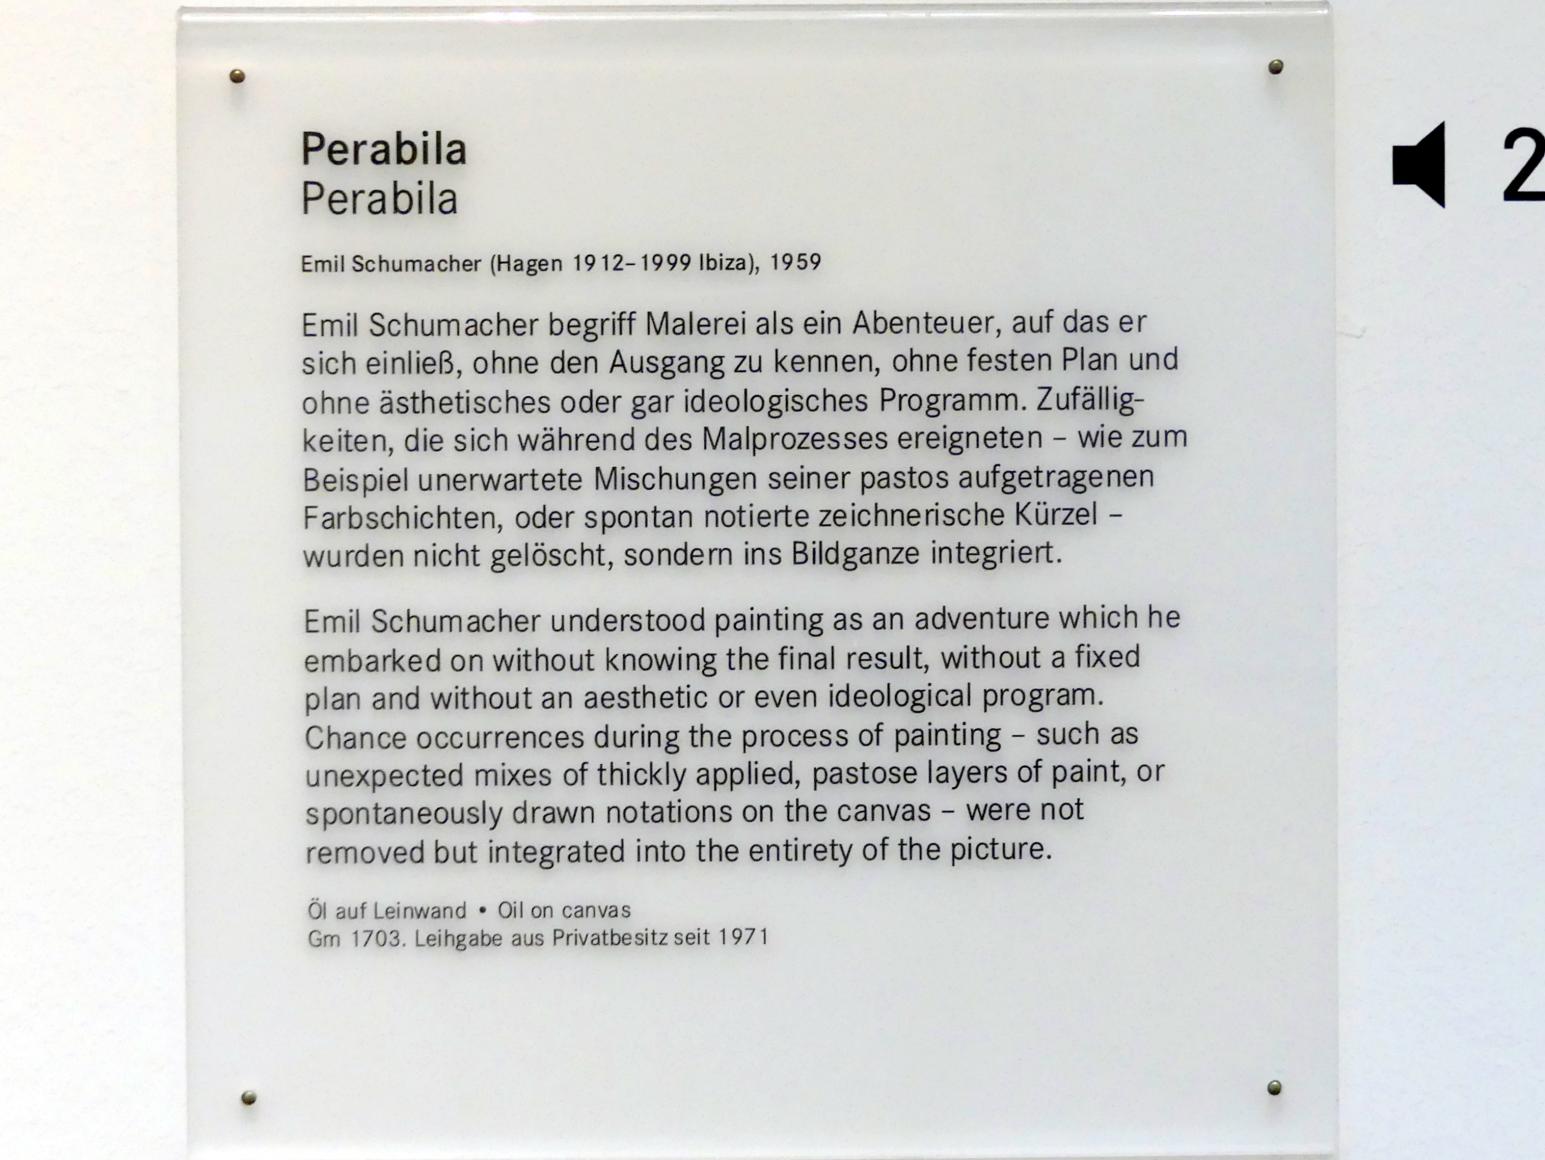 Perabila
Perabila
Emil Schumacher (Hagen 1912–1999 Ibiza), 1959
Emil Schumacher begriff Malerei als ein Abenteuer, auf das er
sich einließ, ohne den Ausgang zu kennen, ohne festen Plan und
ohne ästhetisches oder gar ideologisches Programm. Zufällig-
keiten, die sich während des Malprozesses ereigneten – wie zum
Beispiel unerwartete Mischungen seiner pastos aufgetragenen
Farbschichten, oder spontan notierte zeichnerische Kürzel –
wurden nicht gelöscht, sondern ins Bildganze integriert.
Emil Schumacher understood painting as an adventure which he
embarked on without knowing the final result, without a fixed
plan and without an aesthetic or even ideological program.
Chance occurrences during the process of painting – such as
unexpected mixes of thickly applied, pastose layers of paint, or
spontaneously drawn notations on the canvas – were not
removed but integrated into the entirety of the picture.
Öl auf Leinwand • Oil on canvas
Gm 1703. Leihgabe aus Privatbesitz seit 1971
2